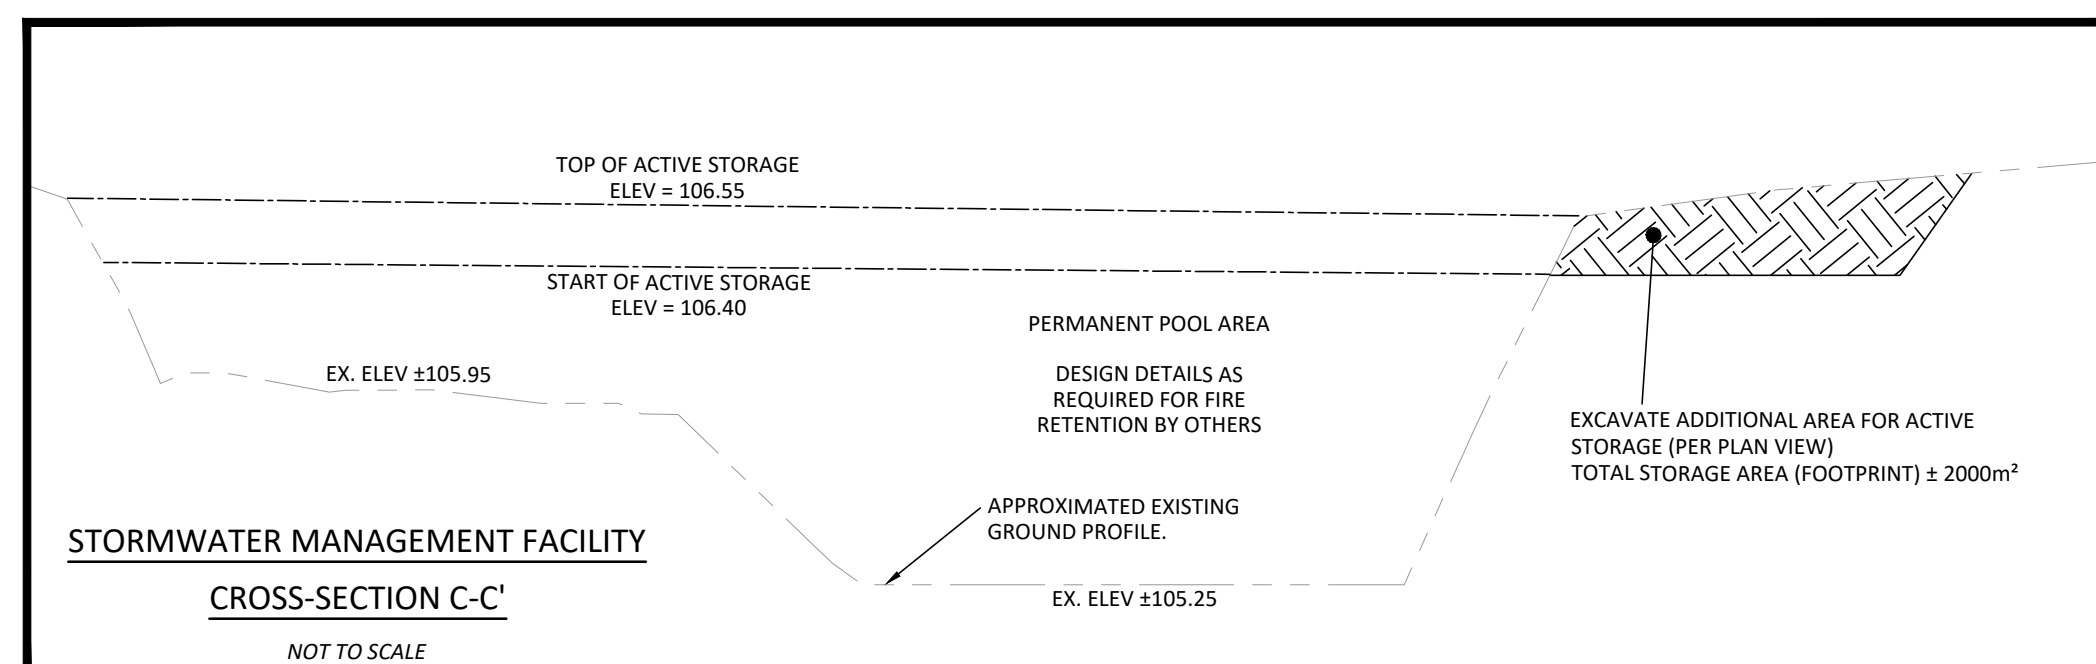 TOP OF ACTIVE STORAGE
ELEV = 106.55
START OF ACTIVE STORAGE
ELEV = 106.40
PERMANENT POOL AREA
DESIGN DETAILS AS
REQUIRED FOR FIRE
RETENTION BY OTHERS
EX. ELEV ±105.95
EXCAVATE ADDITIONAL AREA FOR ACTIVE
STORAGE (PER PLAN VIEW)
TOTAL STORAGE AREA (FOOTPRINT) ± 2000m²
APPROXIMATED EXISTING
GROUND PROFILE.
EX. ELEV ±105.25
STORMWATER MANAGEMENT FACILITY
CROSS-SECTION C-C'
NOT TO SCALE